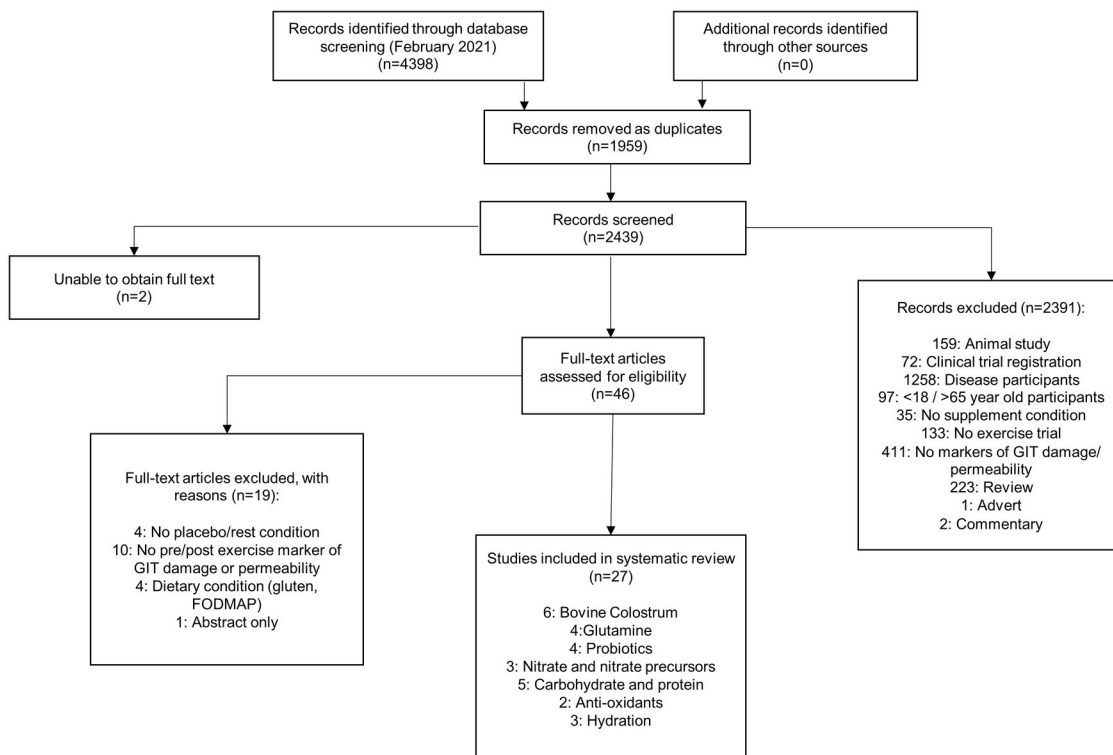 Records identified through database
screening (February 2021)
(n=4398)
Additional records identified
through other sources
(n=0)
Records removed as duplicates
(n=1959)
Records screened
(n=2439)
Unable to obtain full text
(n=2)
Records excluded (n=2391):
159: Animal study
72: Clinical trial registration
1258: Disease participants
97: <18 / >65 year old participants
35: No supplement condition
133: No exercise trial
411: No markers of GIT damage/
permeability
223: Review
1: Advert
2: Commentary
Full-text articles
assessed for eligibility
(n=46)
Full-text articles excluded, with
reasons (n=19):
4: No placebo/rest condition
10: No pre/post exercise marker of
GIT damage or permeability
4: Dietary condition (gluten,
FODMAP)
1: Abstract only
Studies included in systematic review
(n=27)
6: Bovine Colostrum
4:Glutamine
4: Probiotics
3: Nitrate and nitrate precursors
5: Carbohydrate and protein
2: Anti-oxidants
3: Hydration